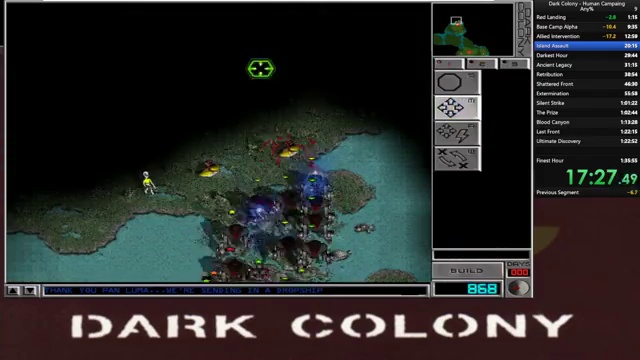 Dark Colony - Human Campaing
Any% 9
Red Landing -3.8 1:15
Base Camp Alpha -10.4 9:35
Allied Intervention -17.2 12:59
Island Assault 20:15
Darkest Hour 29:44
Ancient Legacy 31:15
Retribution 38:54
Shattered Front 46:30
Extermination 55:58
Silent Strike 1:01:22
The Prize 1:02:44
Blood Canyon 1:13:28
Last Front 1:22:15
Ultimate Discovery 1:22:52
Finest Hour 1:35:55
17:27.49
Previous Segment -6.7
DARK COLONY
BUILD
DAYS
000
868
THANK YOU PAN LUMA...WE'RE SENDING IN A DROPSHIP
DARK COLONY